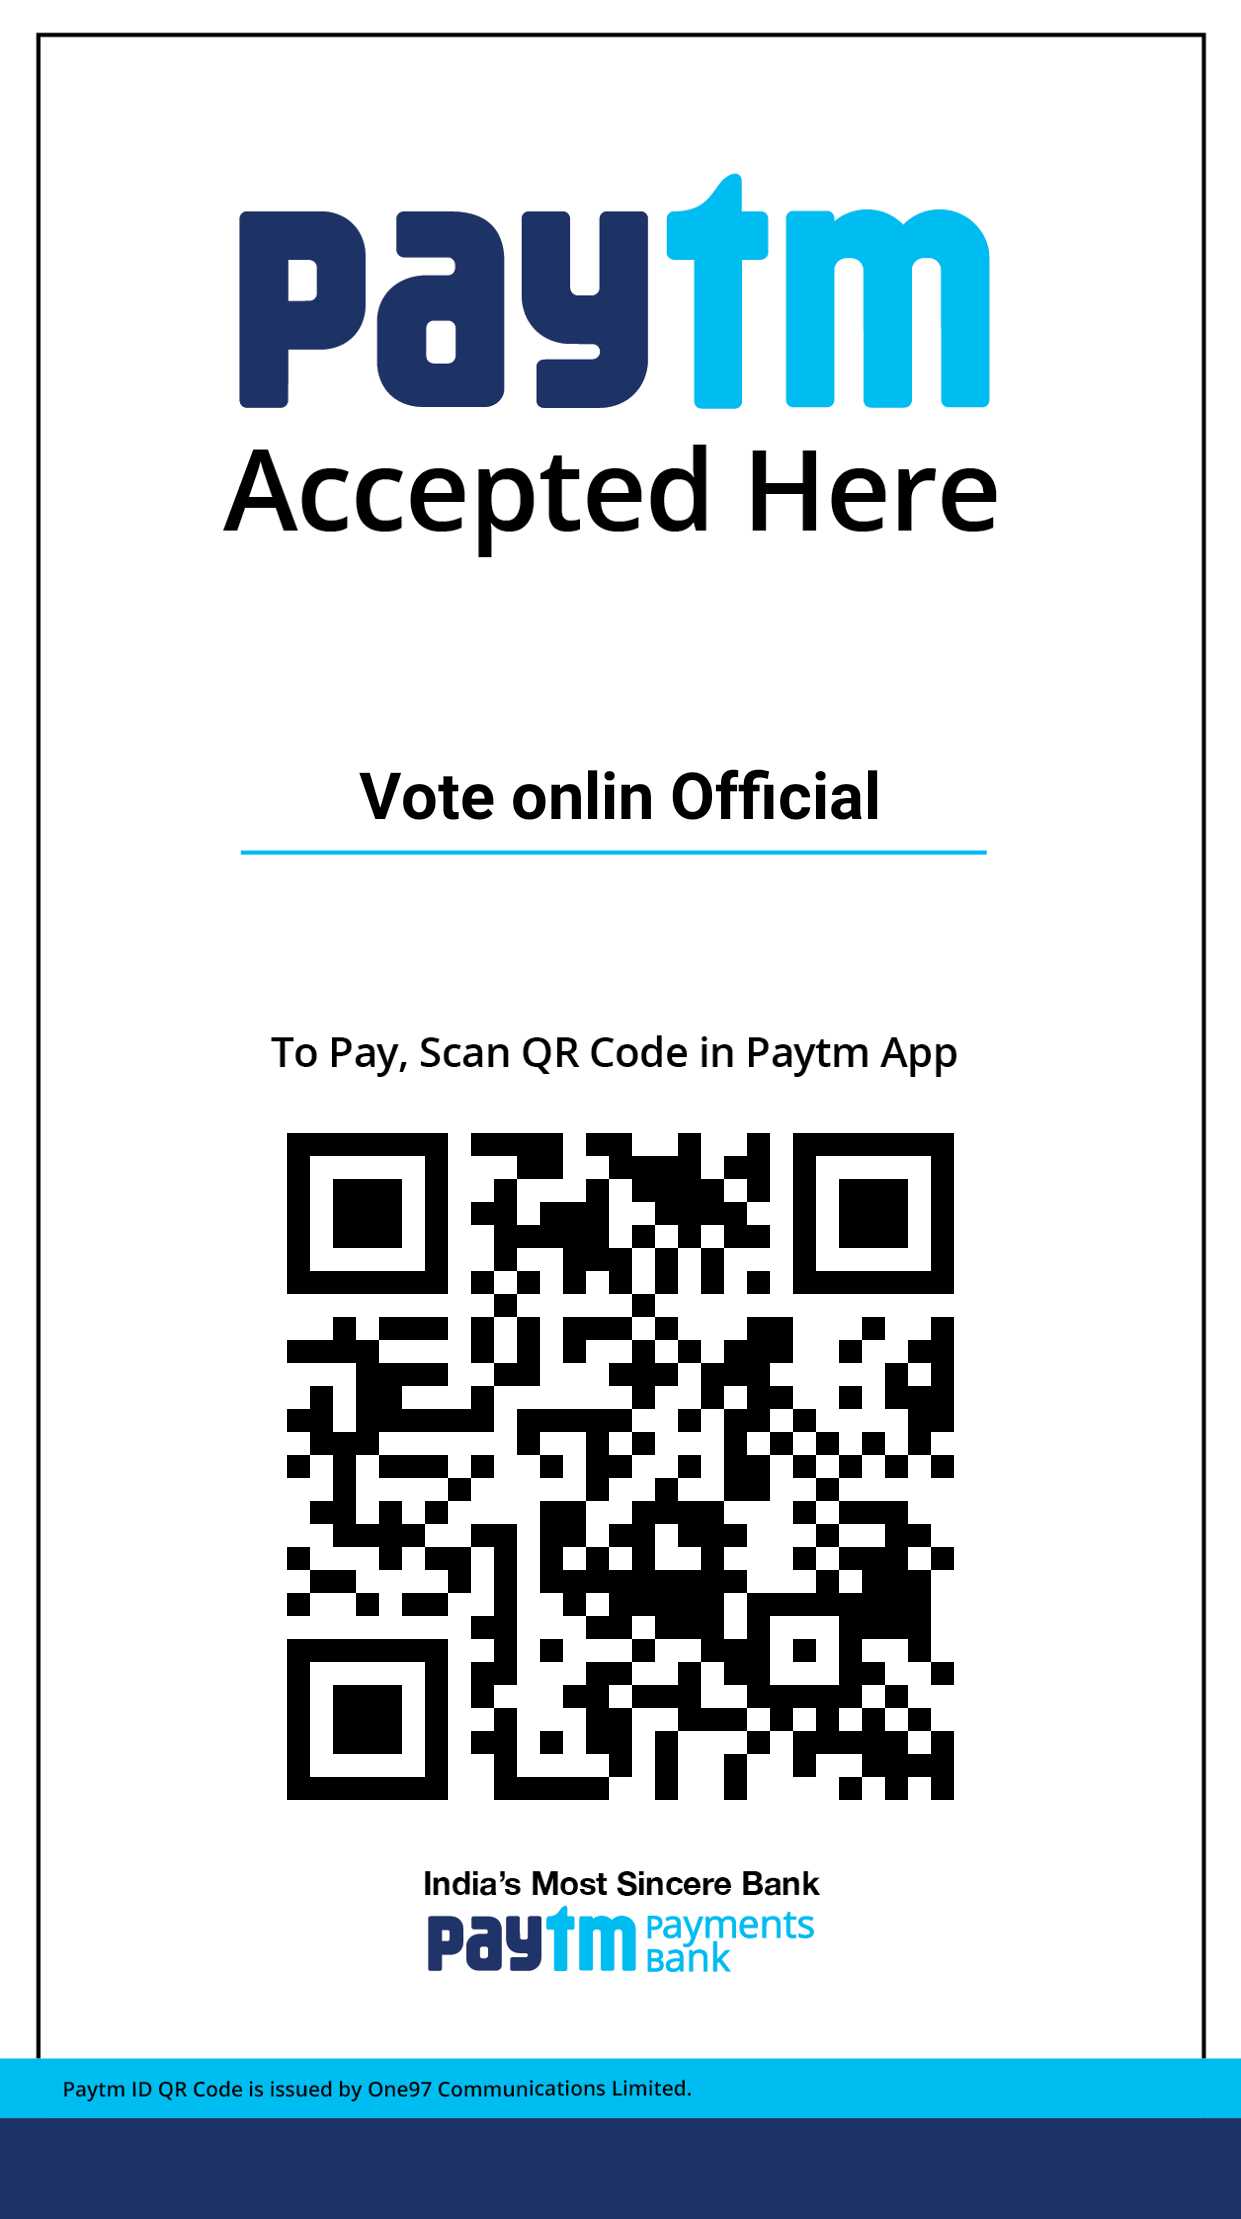 paytm
Accepted Here
Vote onlin Official
To Pay, Scan QR Code in Paytm App
India’s Most Sincere Bank
paytm Payments
Bank
Paytm ID QR Code is issued by One97 Communications Limited.